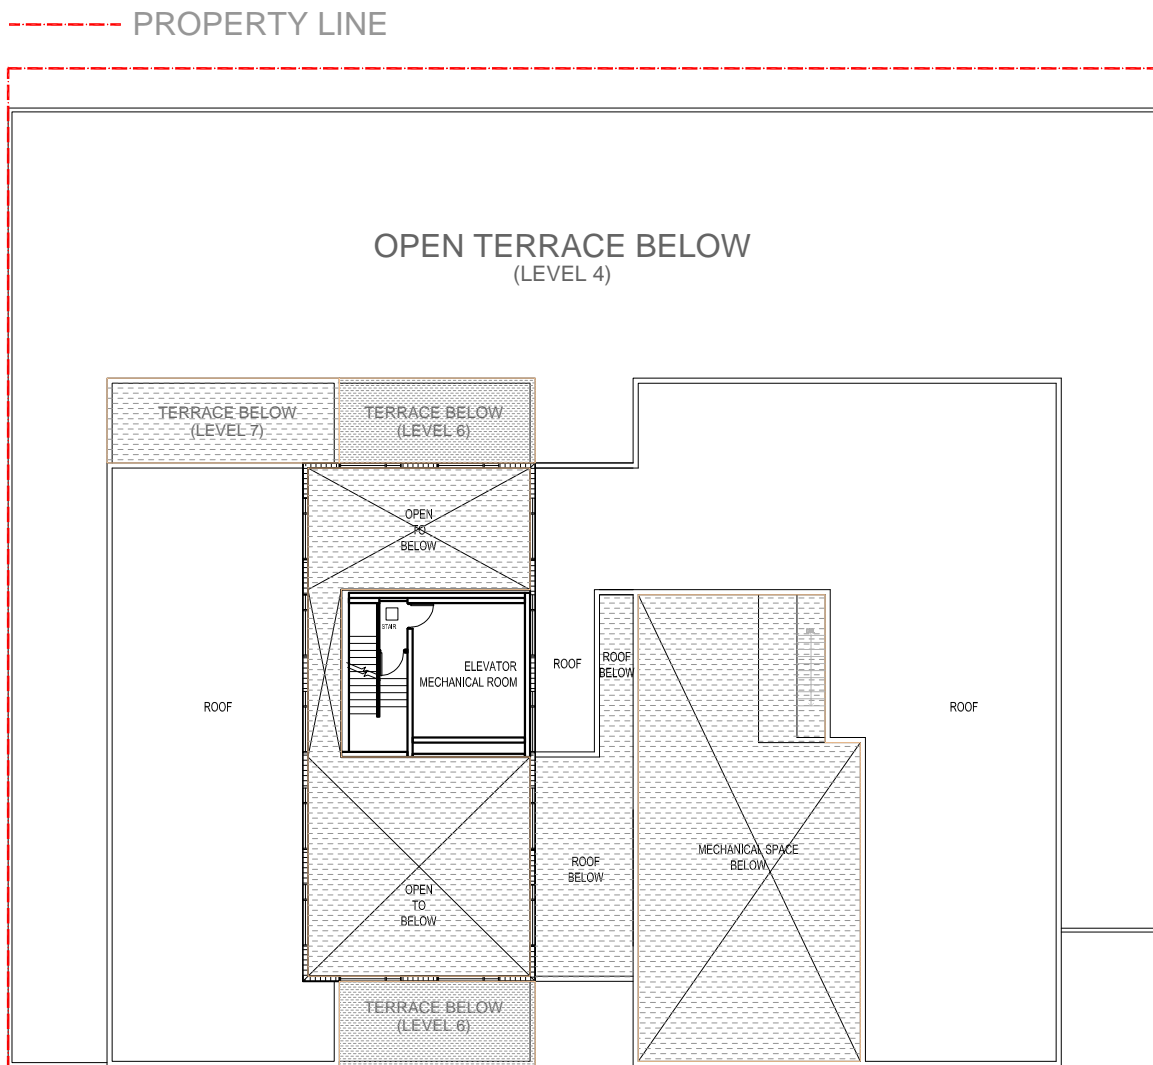 PROPERTY LINE
OPEN TERRACE BELOW
(LEVEL 4)
TERRACE BELOW
(LEVEL 7)
TERRACE BELOW
(LEVEL 6)
OPEN
TO
BELOW
STAIR
ELEVATOR
MECHANICAL ROOM
ROOF
ROOF
BELOW
ROOF
ROOF
MECHANICAL SPACE
BELOW
ROOF
BELOW
OPEN
TO
BELOW
TERRACE BELOW
(LEVEL 6)